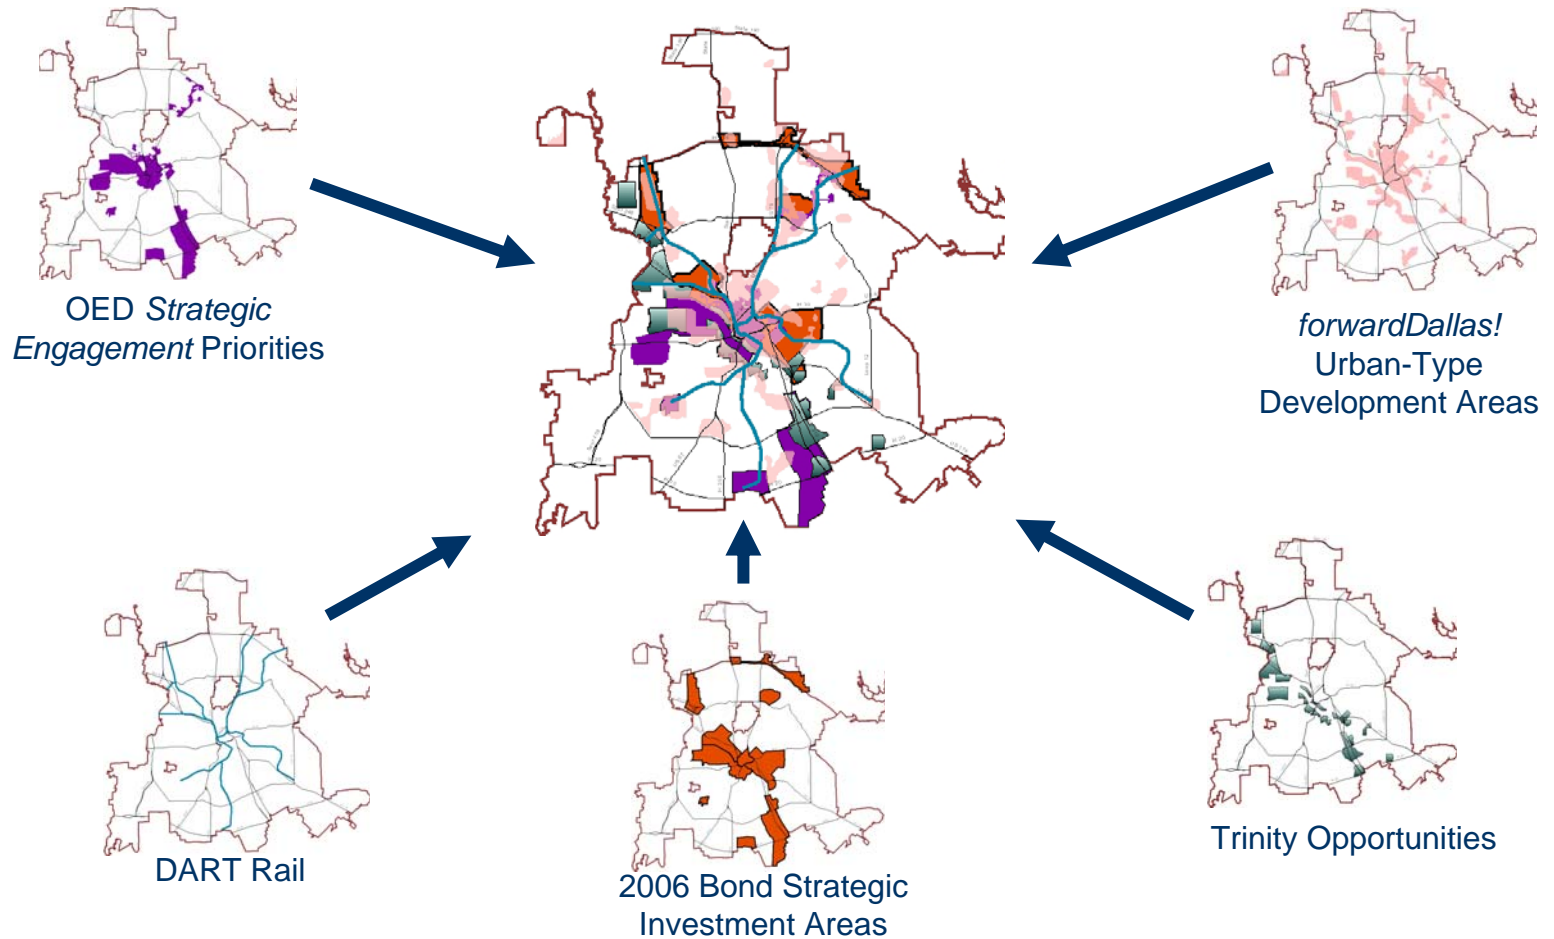 OED Strategic
Engagement Priorities
forwardDallas!
Urban-Type
Development Areas
DART Rail
2006 Bond Strategic
Investment Areas
Trinity Opportunities